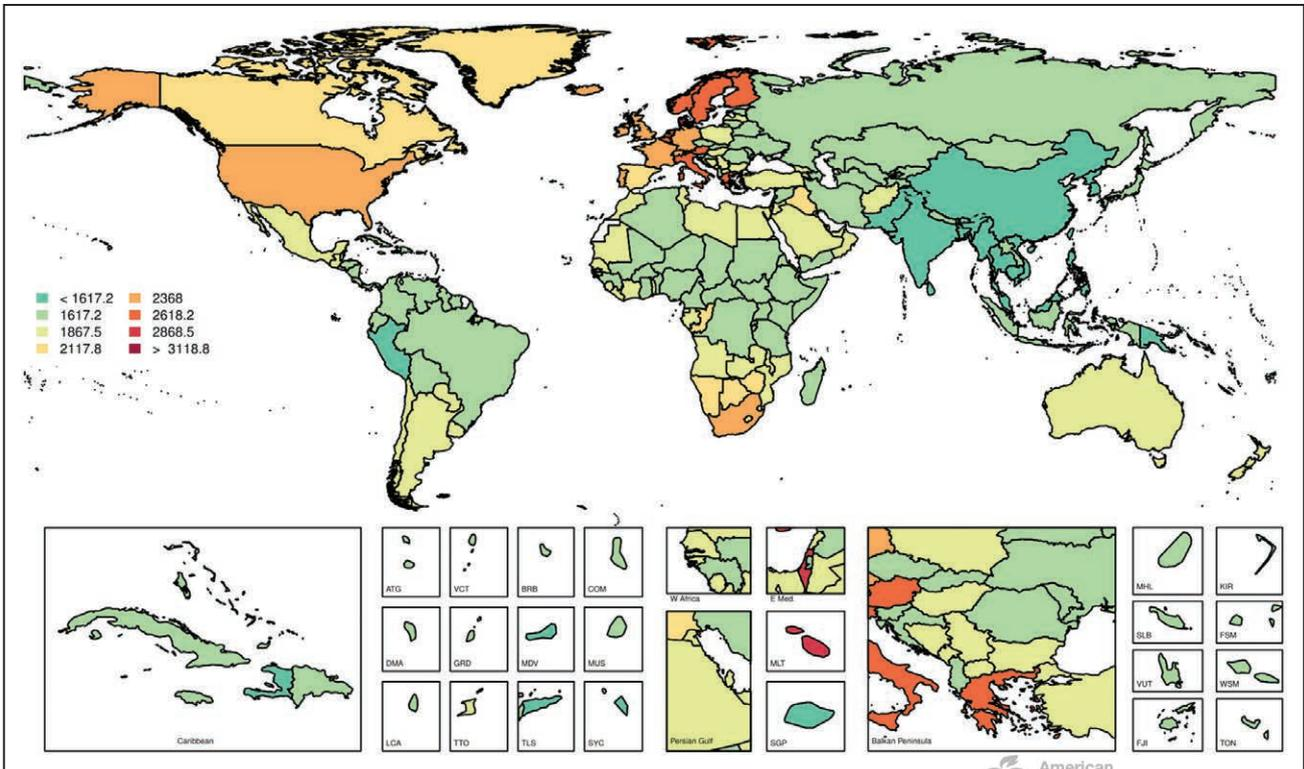 < 1617.2
1617.2
1867.5
2117.8
2368
2618.2
2868.5
> 3118.8
Caribbean
ATG
VCT
BRB
COM
DMA
GRD
MDV
MUS
LCA
TTO
TLS
SYC
W Africa
E Med.
Persian Gulf
MLT
SGP
Balkan Peninsula
MHL
KIR
SLB
FSM
VUT
WSM
FJI
TON
American